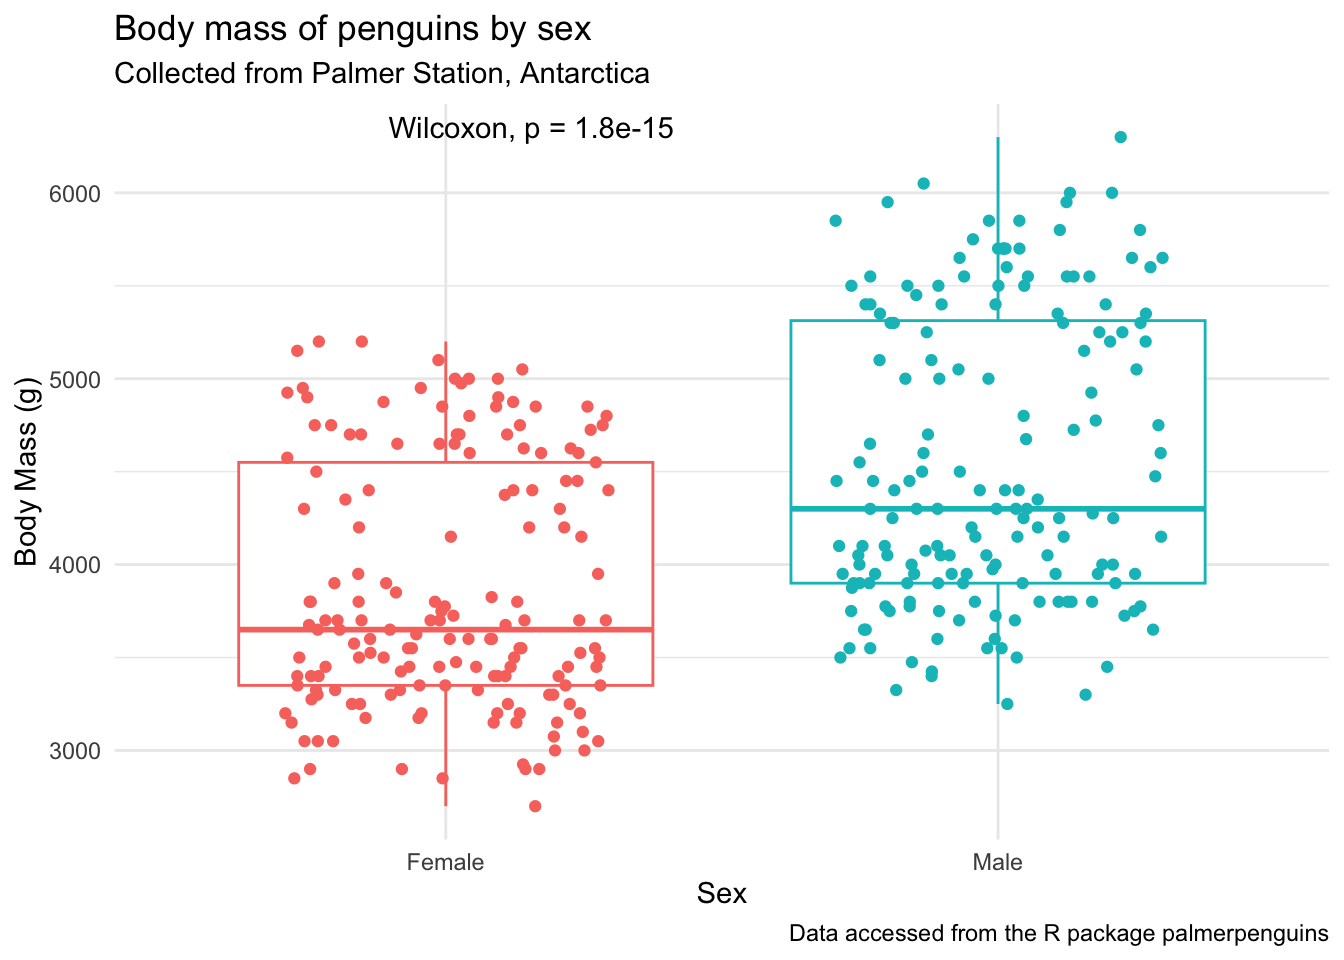 Body mass of penguins by sex
Collected from Palmer Station, Antarctica
Wilcoxon, p = 1.8e-15
6000
5000
4000
3000
Body Mass (g)
Female
Male
Sex
Data accessed from the R package palmerpenguins